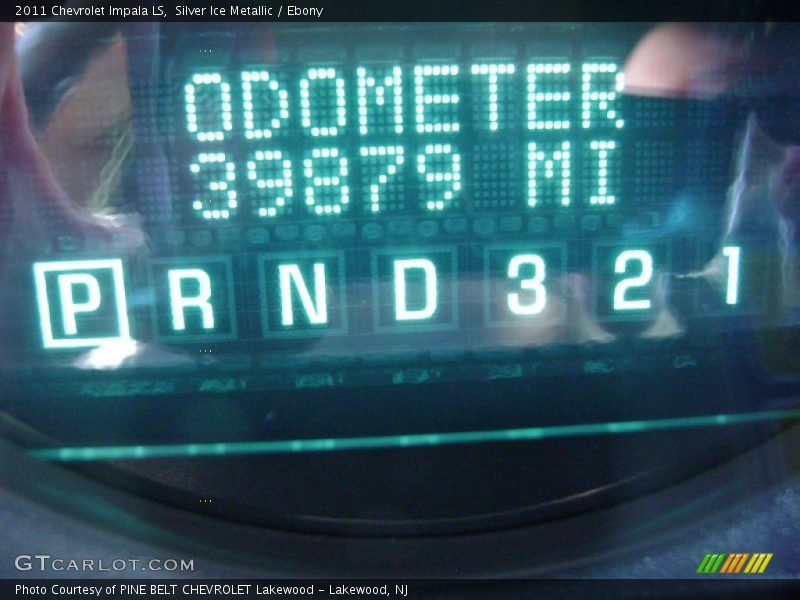 2011 Chevrolet Impala LS,  Silver Ice Metallic / Ebony
ODOMETER
39879 MI
P R N D 3 2 1
GTCARLOT.COM
Photo Courtesy of PINE BELT CHEVROLET Lakewood - Lakewood, NJ